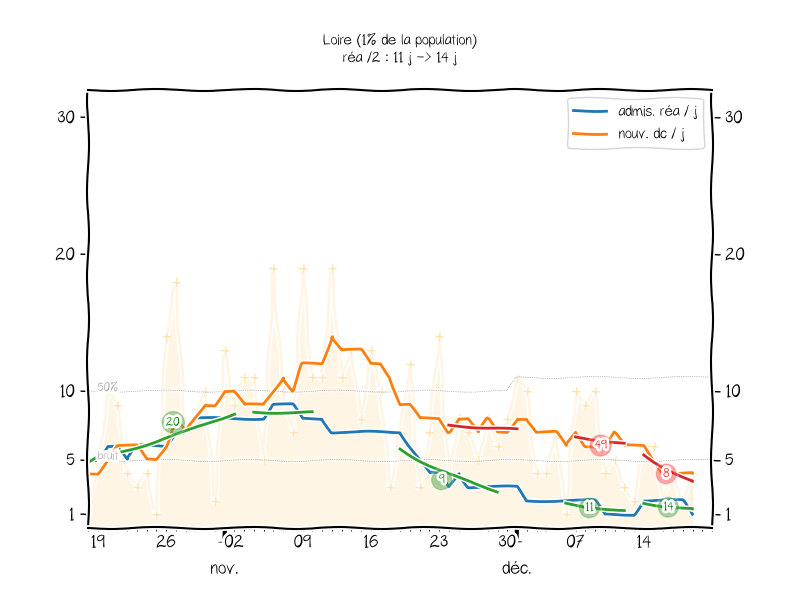 Loire (1% de la population)
réa /2 : 11 j -> 14 j
admis. réa / j
nouv. dc / j
30
30
20
20
50%
10
10
20
49
bruit
5
5
9
8
11
14
1
1
19 26 -02 09 16 23 30- 07 14
nov. déc.